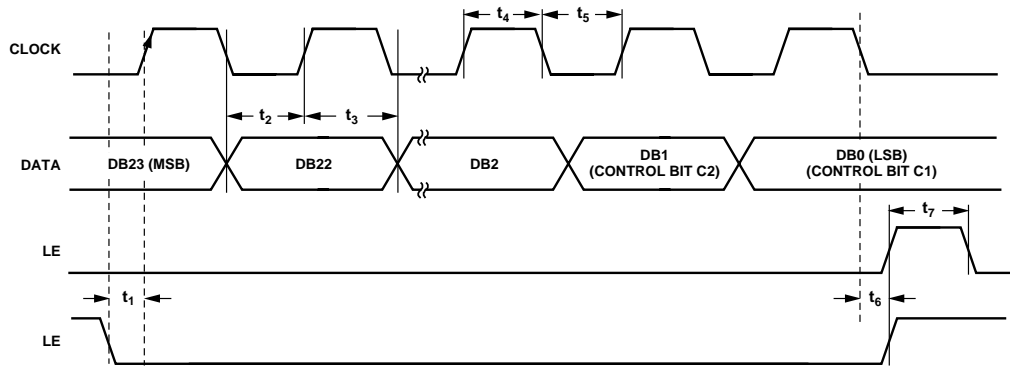 t4
t5
CLOCK
t2
t3
DATA
DB23 (MSB)
DB22
DB2
DB1
(CONTROL BIT C2)
DB0 (LSB)
(CONTROL BIT C1)
t7
LE
t1
t6
LE